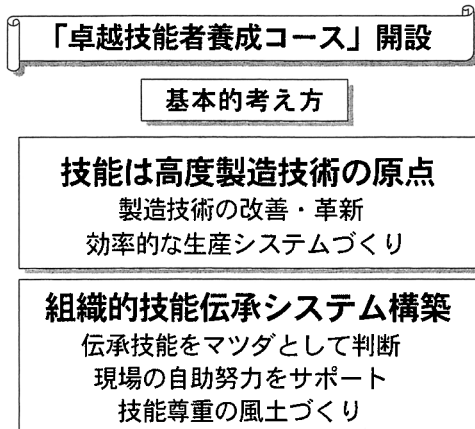 「卓越技能者養成コース」開設
基本的考え方
技能は高度製造技術の原点
製造技術の改善・革新
効率的な生産システムづくり
組織的技能伝承システム構築
伝承技能をマツダとして判断
現場の自助努力をサポート
技能尊重の風土づくり